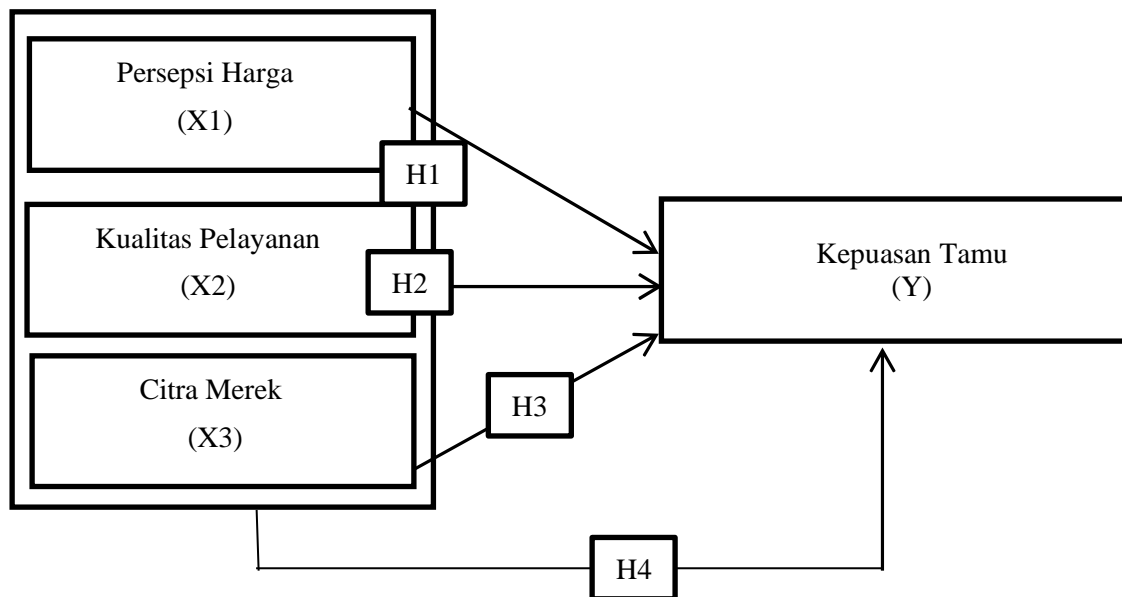 Persepsi Harga
(X1)
H1
Kualitas Pelayanan
(X2)
H2
Kepuasan Tamu
(Y)
Citra Merek
(X3)
H3
H4